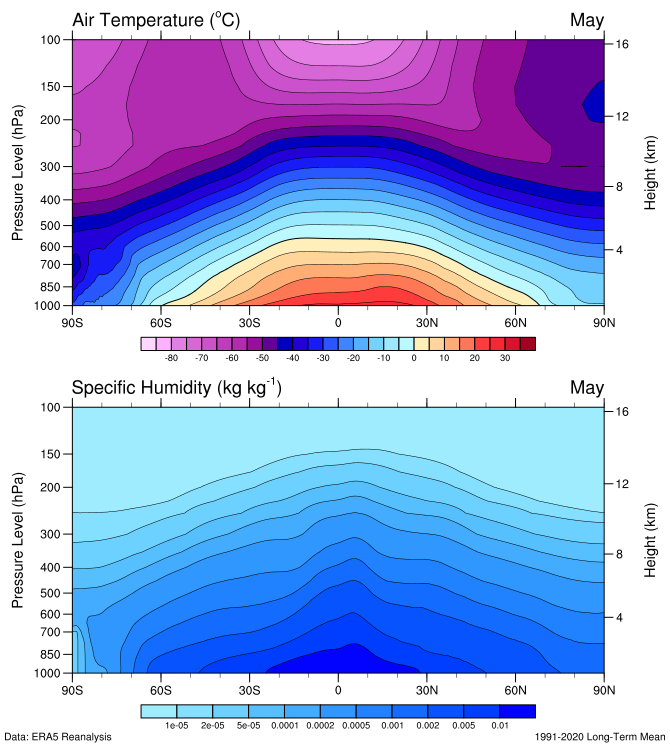 Air Temperature (°C) May
100
150
200
300
400
500
600
700
850
1000
Pressure Level (hPa)
16
12
8
4
Height (km)
90S 60S 30S 0 30N 60N 90N
-80 -70 -60 -50 -40 -30 -20 -10 0 10 20 30
Specific Humidity (kg kg⁻¹) May
100
150
200
300
400
500
600
700
850
1000
Pressure Level (hPa)
16
12
8
4
Height (km)
90S 60S 30S 0 30N 60N 90N
1e-05 2e-05 5e-05 0.0001 0.0002 0.0005 0.001 0.002 0.005 0.01
Data: ERA5 Reanalysis 1991-2020 Long-Term Mean